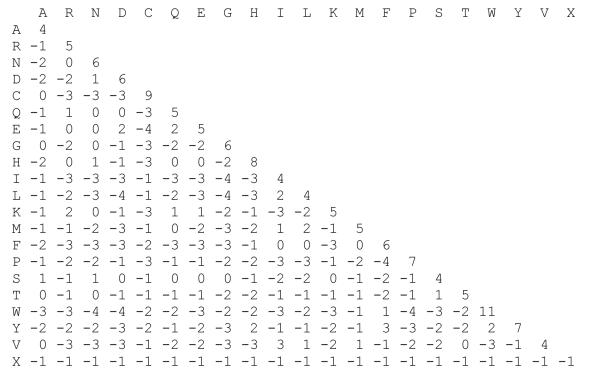 A R N D C Q E G H I L K M F P S T W Y V X
A 4
R -1 5
N -2 0 6
D -2 -2 1 6
C 0 -3 -3 -3 9
Q -1 1 0 0 -3 5
E -1 0 0 2 -4 2 5
G 0 -2 0 -1 -3 -2 -2 6
H -2 0 1 -1 -3 0 0 -2 8
I -1 -3 -3 -3 -1 -3 -3 -4 -3 4
L -1 -2 -3 -4 -1 -2 -3 -4 -3 2 4
K -1 2 0 -1 -3 1 1 -2 -1 -3 -2 5
M -1 -1 -2 -3 -1 0 -2 -3 -2 1 2 -1 5
F -2 -3 -3 -3 -2 -3 -3 -3 -1 0 0 -3 0 6
P -1 -2 -2 -1 -3 -1 -1 -2 -2 -3 -3 -1 -2 -4 7
S 1 -1 1 0 -1 0 0 0 -1 -2 -2 0 -1 -2 -1 4
T 0 -1 0 -1 -1 -1 -1 -2 -2 -1 -1 -1 -1 -2 -1 1 5
W -3 -3 -4 -4 -2 -2 -3 -2 -2 -3 -2 -3 -1 1 -4 -3 -2 11
Y -2 -2 -2 -3 -2 -1 -2 -3 2 -1 -1 -2 -1 3 -3 -2 -2 2 7
V 0 -3 -3 -3 -1 -2 -2 -3 -3 3 1 -2 1 -1 -2 -2 0 -3 -1 4
X -1 -1 -1 -1 -1 -1 -1 -1 -1 -1 -1 -1 -1 -1 -1 -1 -1 -1 -1 -1 -1